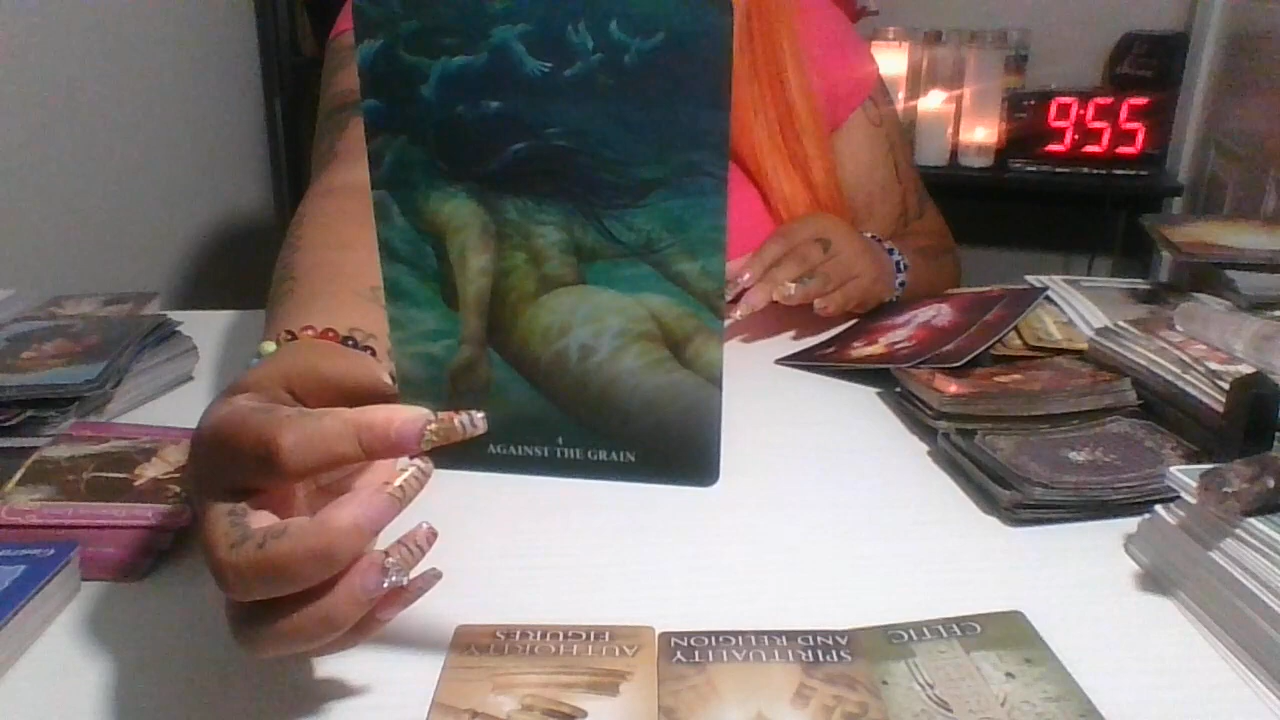 9:55
4
AGAINST THE GRAIN
AUTHORITY
FIGURES
SPIRITUALITY
AND RELIGION
CELTIC